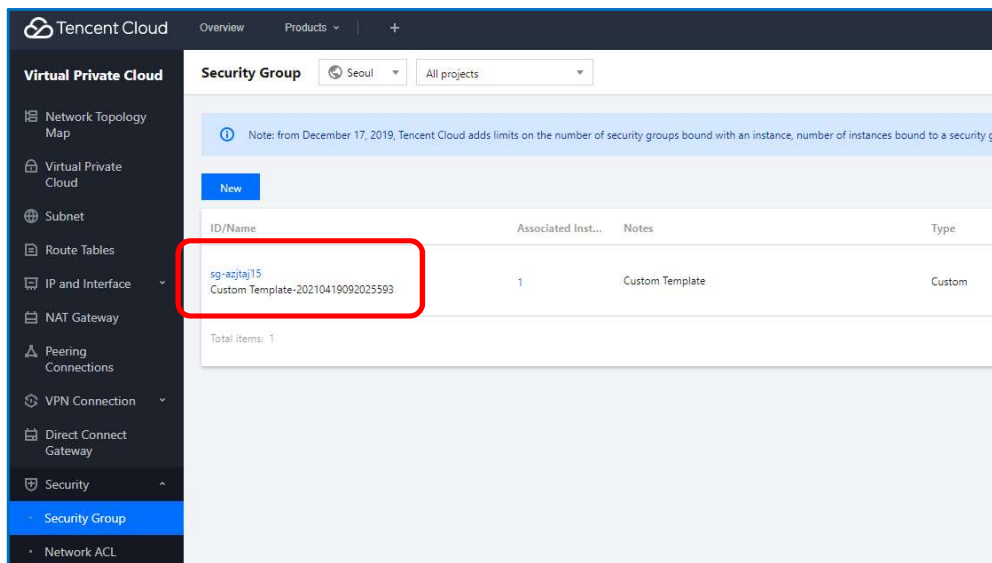 Tencent Cloud
Overview
Products
+
Virtual Private Cloud
Network Topology
Map
Virtual Private
Cloud
Subnet
Route Tables
IP and Interface
NAT Gateway
Peering
Connections
VPN Connection
Direct Connect
Gateway
Security
Security Group
Network ACL
Security Group
Seoul
All projects
Note: from December 17, 2019, Tencent Cloud adds limits on the number of security groups bound with an instance, number of instances bound to a security
New
ID/Name
Associated Inst...
Notes
Type
sg-azjtaj15
Custom Template-20210419092025593
1
Custom Template
Custom
Total items: 1